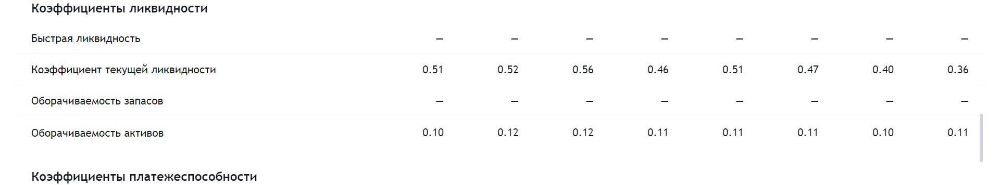 Коэффициенты ликвидности
Быстрая ликвидность — — — — — — — —
Коэффициент текущей ликвидности 0.51 0.52 0.56 0.46 0.51 0.47 0.40 0.36
Оборачиваемость запасов — — — — — — — —
Оборачиваемость активов 0.10 0.12 0.12 0.11 0.11 0.11 0.10 0.11
Коэффициенты платежеспособности